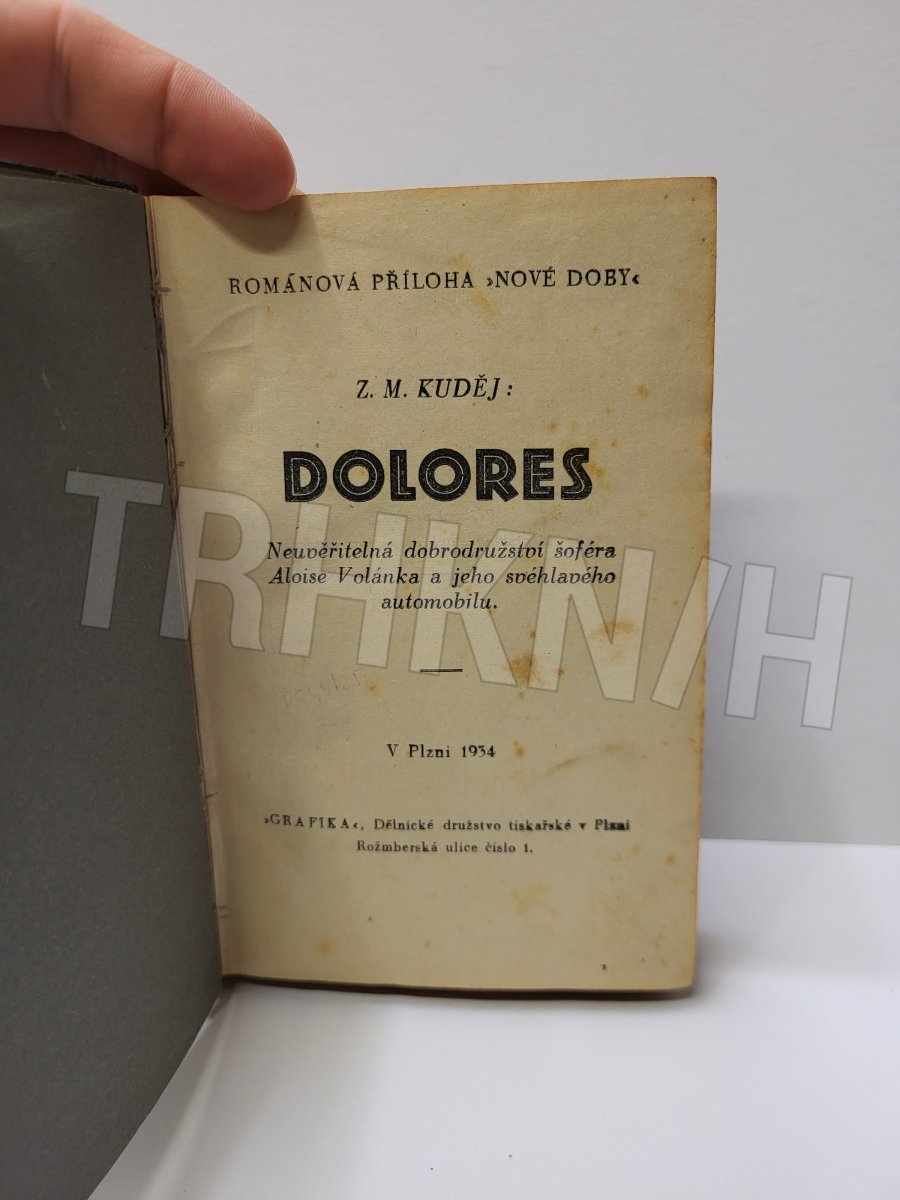 ROMÁNOVÁ PŘÍLOHA ›NOVÉ DOBY‹
Z. M. KUDĚJ:
DOLORES
Neuvěřitelná dobrodružství šoféra
Aloise Volánka a jeho svéhlavého
automobilu.
V Plzni 1934
›GRAFIKA‹, Dělnické družstvo tiskařské v Plzni
Rožmberská ulice číslo 1.
TRHKNIH